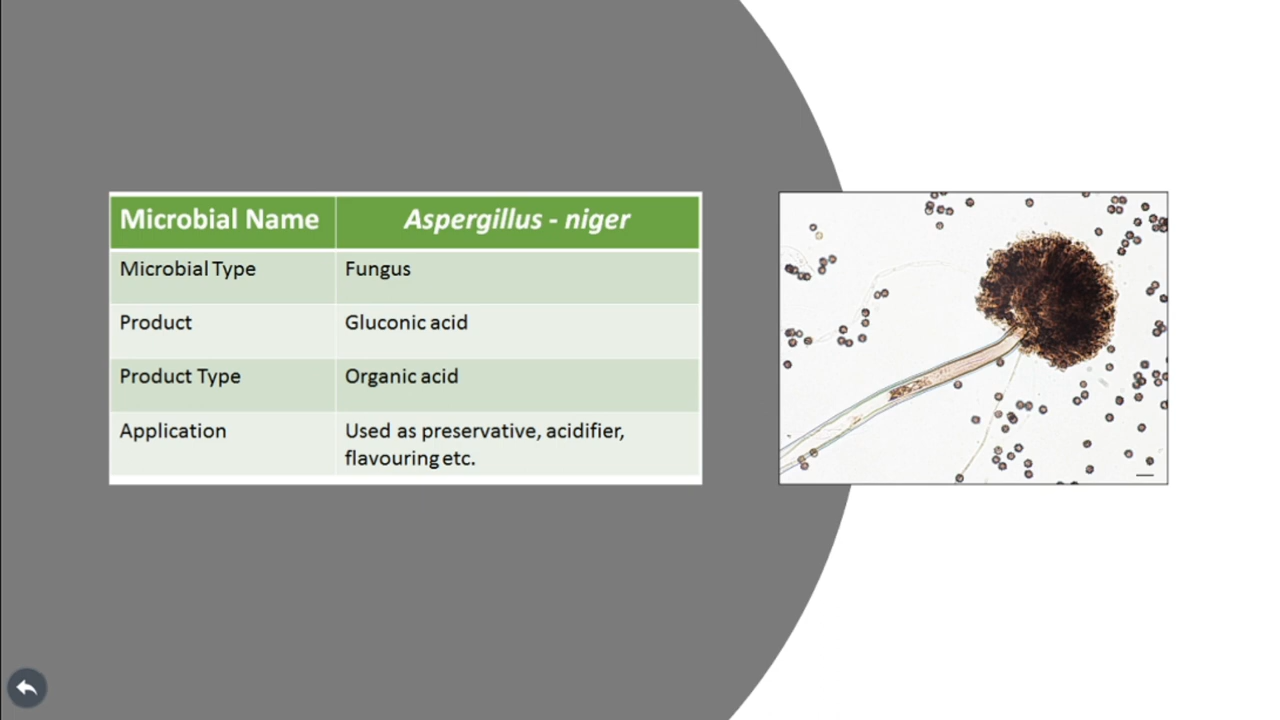 Microbial Name Aspergillus - niger
Microbial Type Fungus
Product Gluconic acid
Product Type Organic acid
Application Used as preservative, acidifier,
flavouring etc.